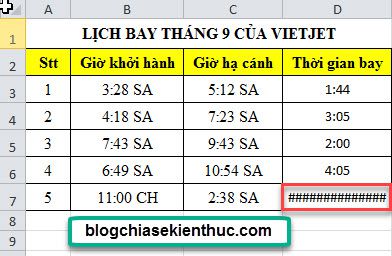 A B C D
1 LỊCH BAY THÁNG 9 CỦA VIETJET
2 Stt Giờ khởi hành Giờ hạ cánh Thời gian bay
3 1 3:28 SA 5:12 SA 1:44
4 2 4:18 SA 7:23 SA 3:05
5 3 7:43 SA 9:43 SA 2:00
6 4 6:49 SA 10:54 SA 4:05
7 5 11:00 CH 2:38 SA ##############
8
blogchiasekienthuc.com
9